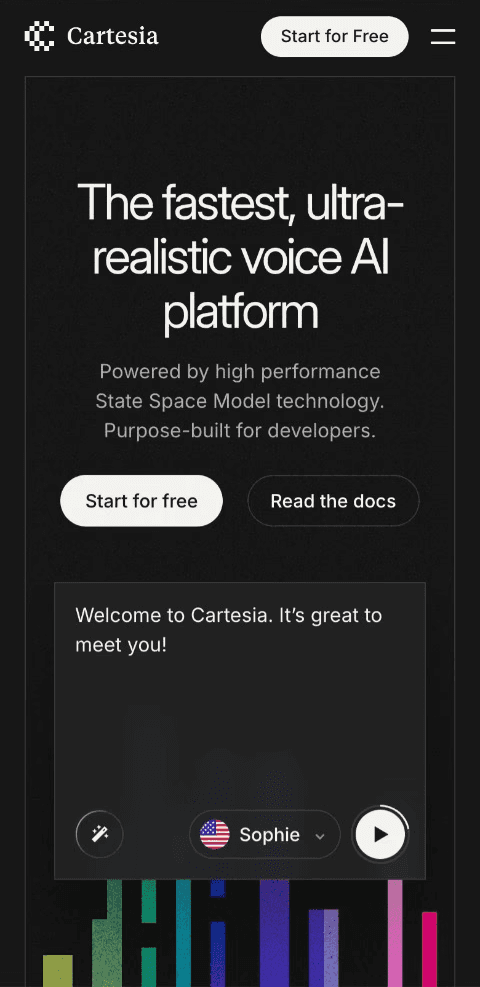 Cartesia
Start for Free
The fastest, ultra-
realistic voice AI
platform
Powered by high performance
State Space Model technology.
Purpose-built for developers.
Start for free
Read the docs
Welcome to Cartesia. It’s great to
meet you!
Sophie